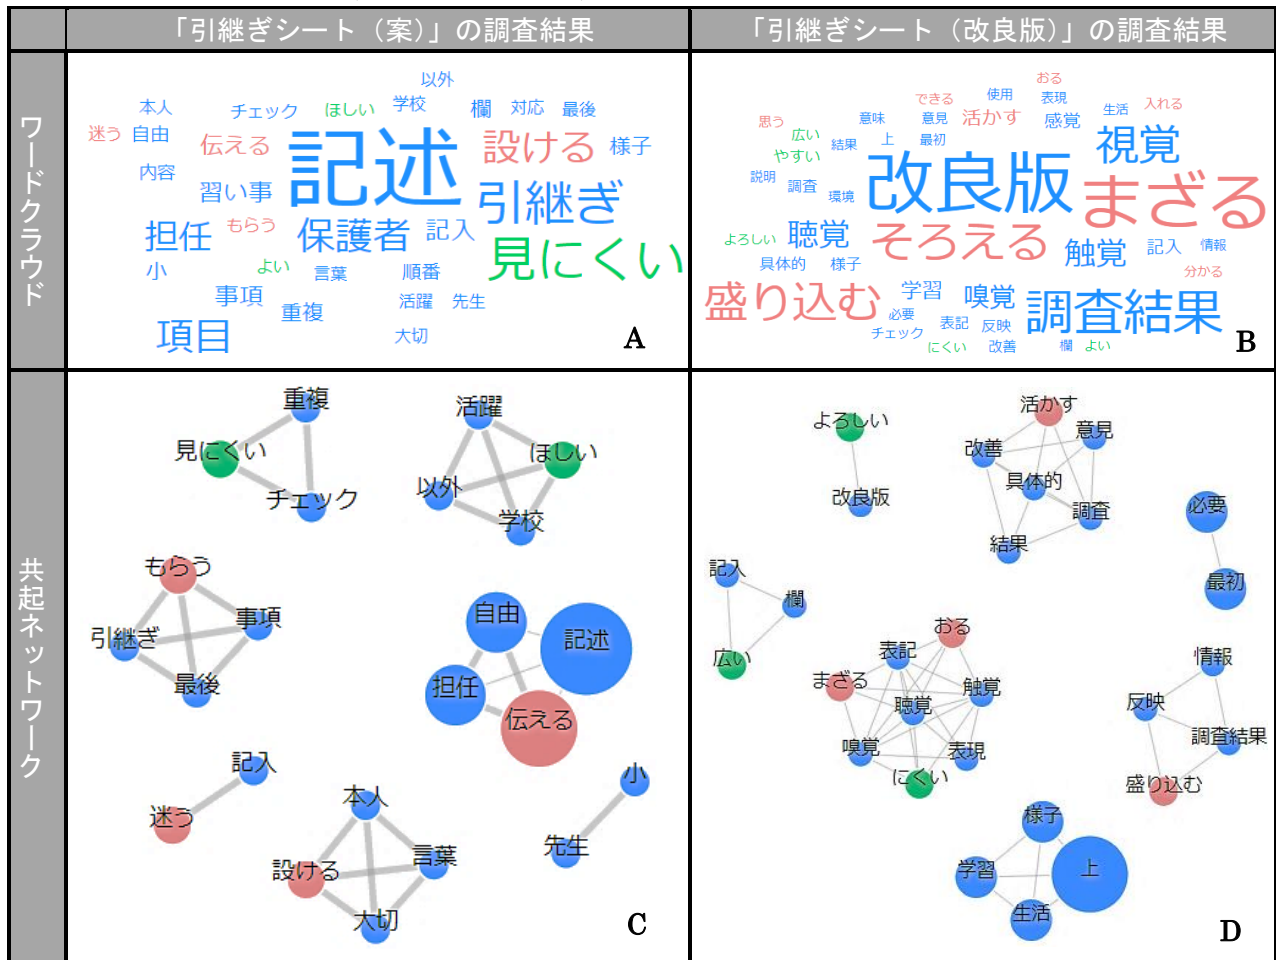 「引継ぎシート（案）」の調査結果
「引継ぎシート（改良版）」の調査結果
ワードクラウド
以外
本人
チェック
ほしい
学校
欄
対応
最後
迷う
自由
伝える
記述
設ける
様子
内容
習い事
引継ぎ
担任
もらう
保護者
記入
見にくい
小
よい
言葉
順番
事項
重複
活躍
先生
項目
大切
A
おる
できる
使用
表現
生活
入れる
思う
広い
意味
意見
活かす
感覚
視覚
やすい
結果
上
最初
説明
調査
環境
改良版
まざる
よろしい
聴覚
そろえる
触覚
記入
情報
具体的
様子
分かる
盛り込む
学習
嗅覚
調査結果
必要
チェック
表記
反映
にくい
改善
欄
よい
B
共起ネットワーク
重複
見にくい
チェック
活躍
ほしい
以外
学校
もらう
事項
引継ぎ
最後
自由
記述
担任
伝える
記入
迷う
本人
言葉
設ける
大切
小
先生
C
よろしい
改良版
活かす
意見
改善
具体的
調査
結果
必要
最初
記入
欄
広い
おる
表記
まざる
触覚
聴覚
嗅覚
表現
にくい
情報
反映
調査結果
盛り込む
様子
学習
上
生活
D